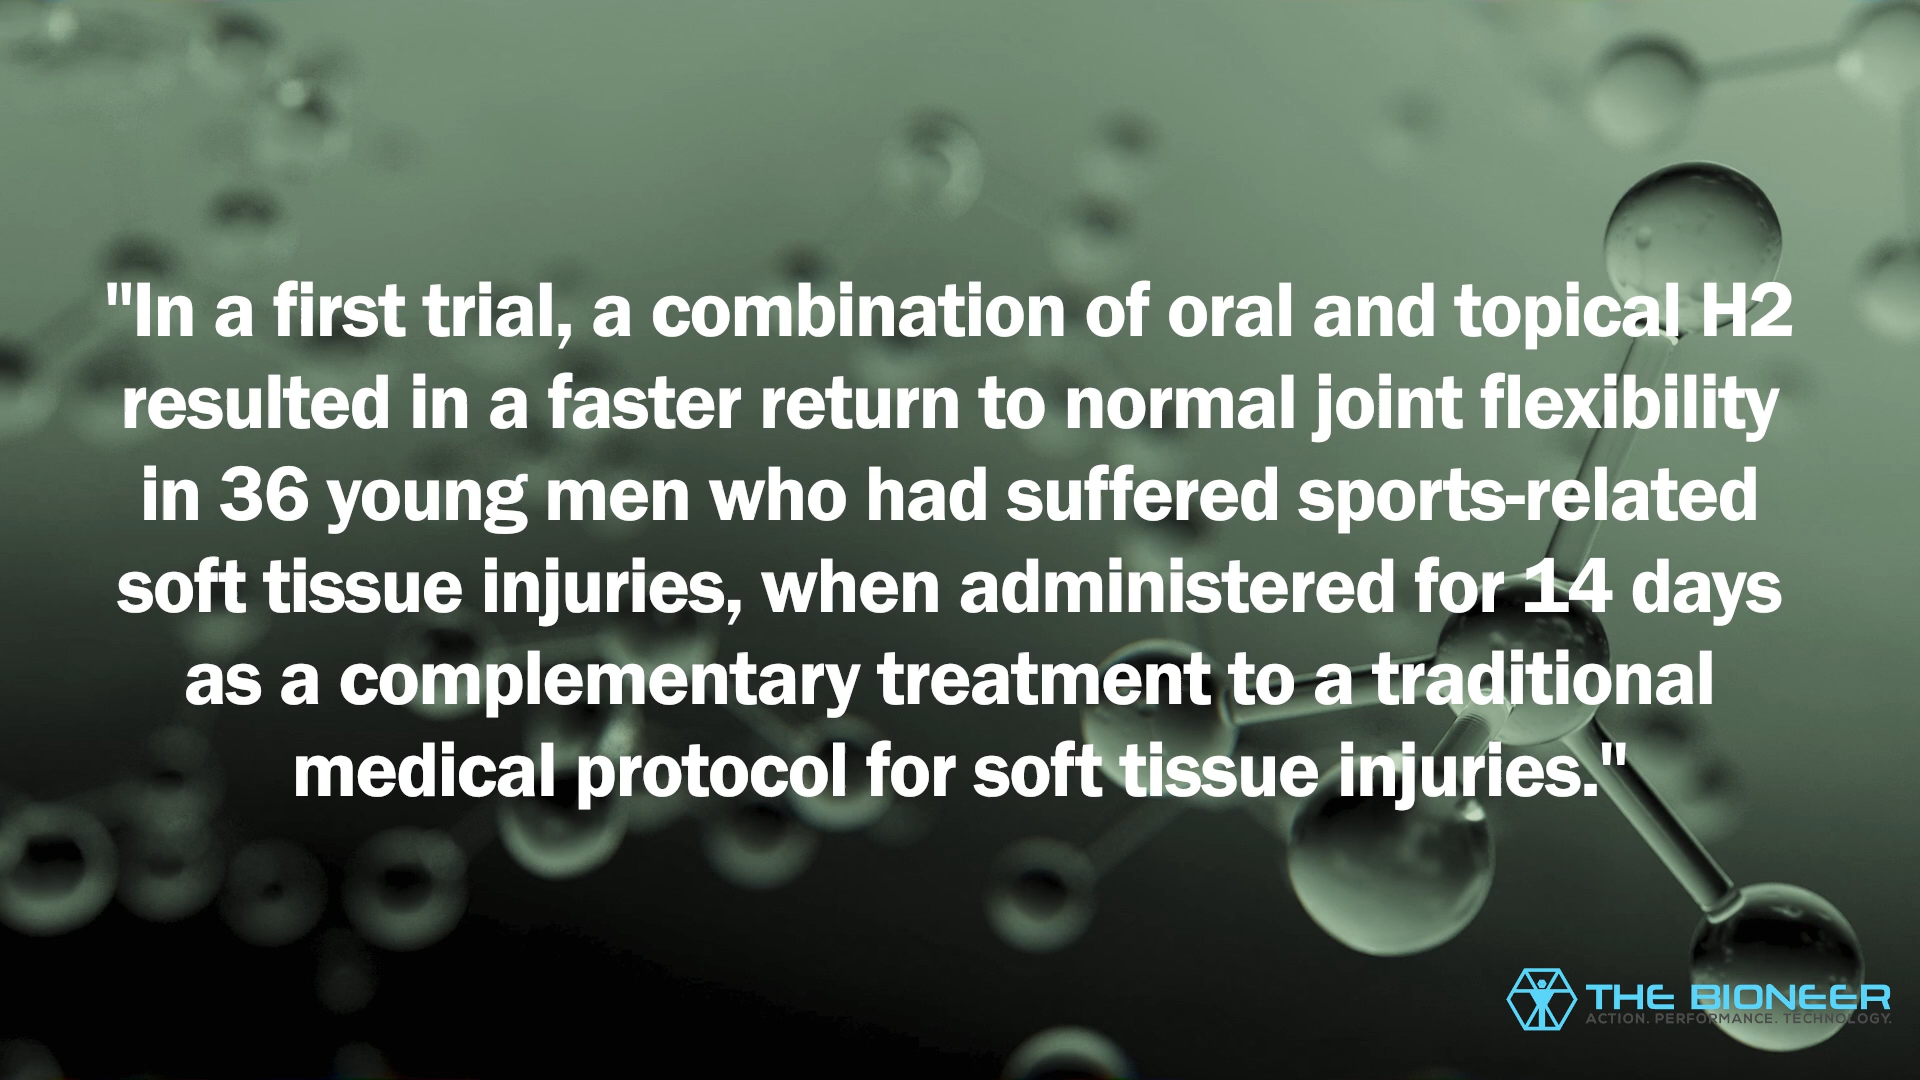 "In a first trial, a combination of oral and topical H2
resulted in a faster return to normal joint flexibility
in 36 young men who had suffered sports-related
soft tissue injuries, when administered for 14 days
as a complementary treatment to a traditional
medical protocol for soft tissue injuries."
THE BIONEER
ACTION. PERFORMANCE. TECHNOLOGY.